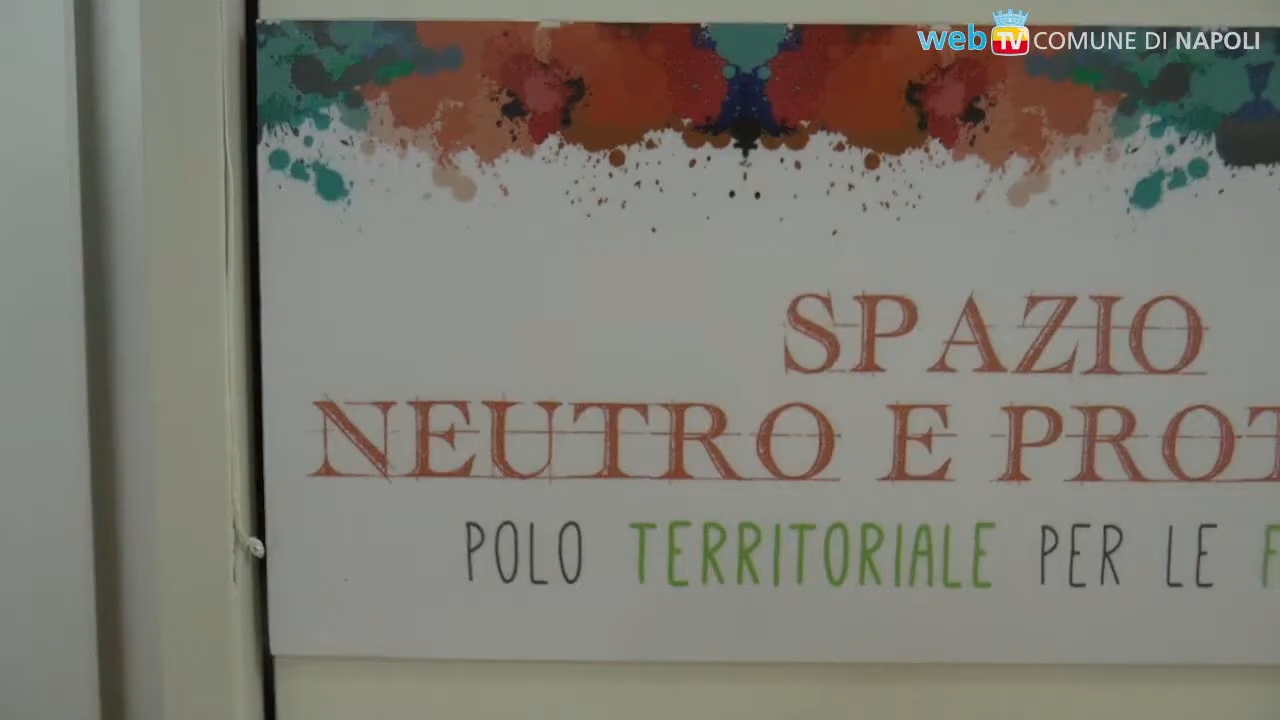 web TV COMUNE DI NAPOLI
SPAZIO
NEUTRO E PROT
POLO TERRITORIALE PER LE F